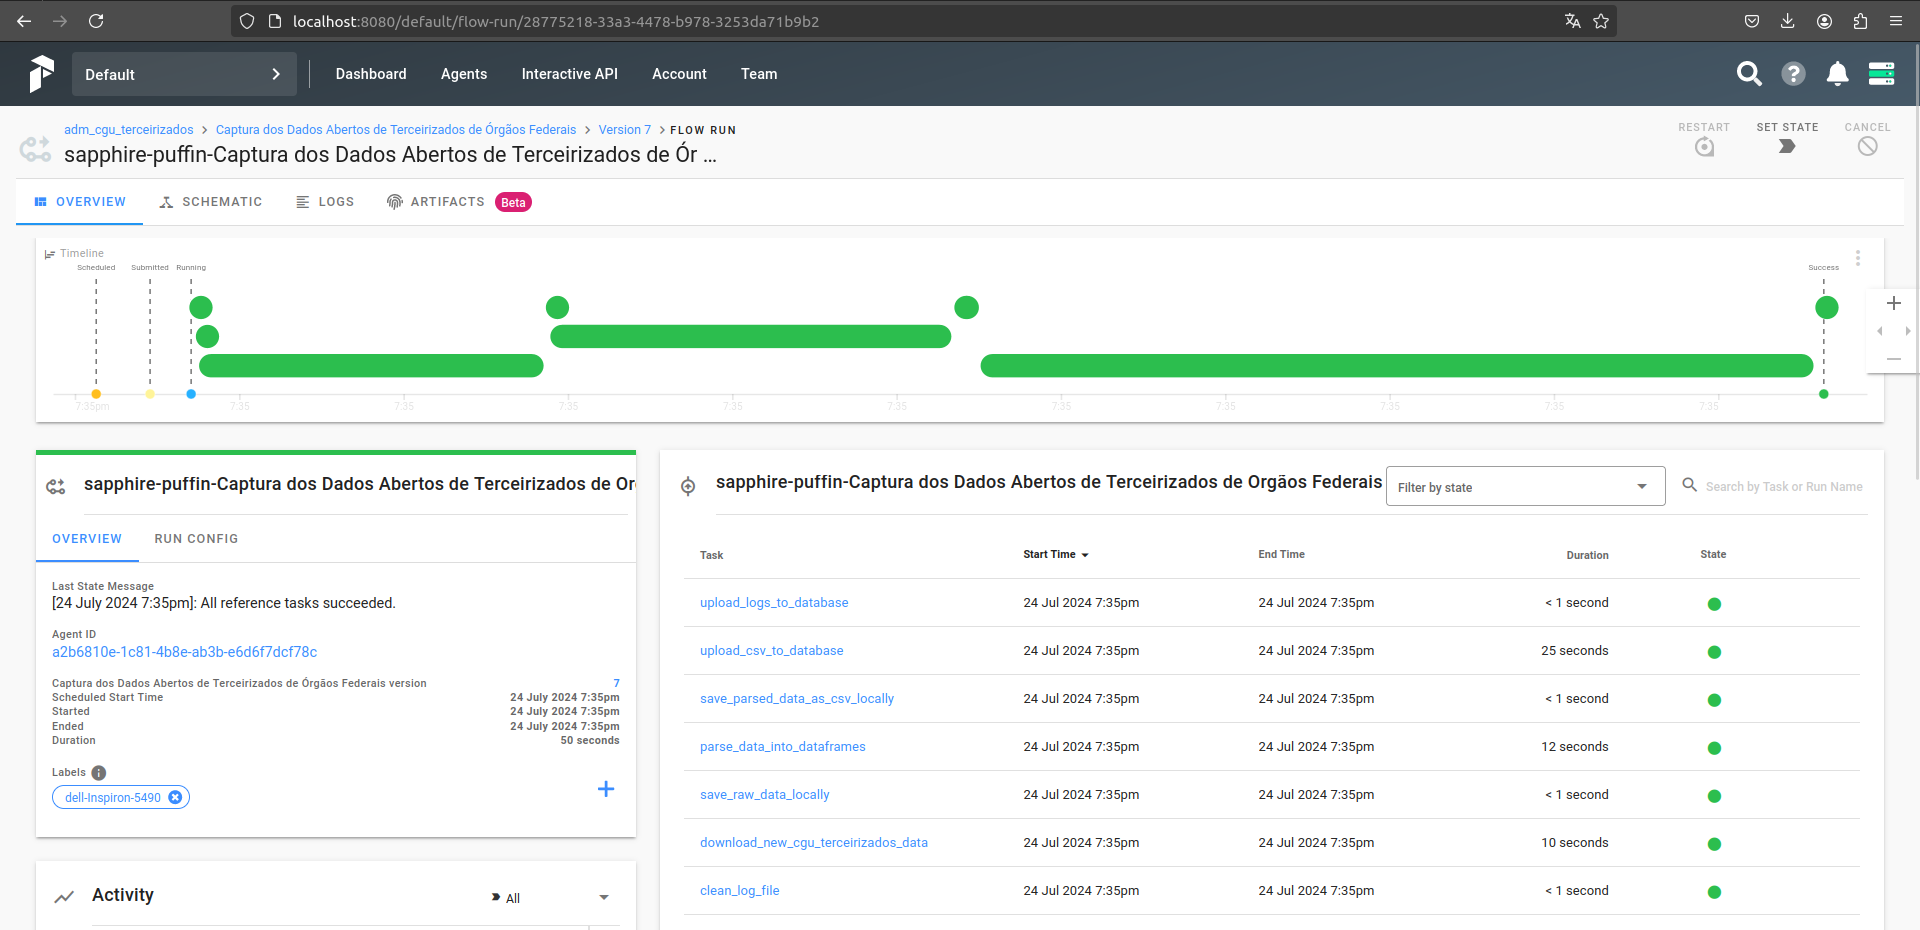 localhost:8080/default/flow-run/28775218-33a3-4478-b978-3253da71b9b2
Default
Dashboard
Agents
Interactive API
Account
Team
adm_cgu_terceirizados > Captura dos Dados Abertos de Terceirizados de Órgãos Federais > Version 7 > FLOW RUN
sapphire-puffin-Captura dos Dados Abertos de Terceirizados de Ór ...
RESTART
SET STATE
CANCEL
OVERVIEW
SCHEMATIC
LOGS
ARTIFACTS
Beta
Timeline
Scheduled
Submitted
Running
Success
7:35pm
7:35
7:35
7:35
7:35
7:35
7:35
7:35
7:35
7:35
7:35
sapphire-puffin-Captura dos Dados Abertos de Terceirizados de Or
OVERVIEW
RUN CONFIG
Last State Message
[24 July 2024 7:35pm]: All reference tasks succeeded.
Agent ID
a2b6810e-1c81-4b8e-ab3b-e6d6f7dcf78c
Captura dos Dados Abertos de Terceirizados de Órgãos Federais version 7
Scheduled Start Time 24 July 2024 7:35pm
Started 24 July 2024 7:35pm
Ended 24 July 2024 7:35pm
Duration 50 seconds
Labels
dell-Inspiron-5490
Activity
All
sapphire-puffin-Captura dos Dados Abertos de Terceirizados de Orgãos Federais
Filter by state
Search by Task or Run Name
Task Start Time End Time Duration State
upload_logs_to_database 24 Jul 2024 7:35pm 24 Jul 2024 7:35pm < 1 second
upload_csv_to_database 24 Jul 2024 7:35pm 24 Jul 2024 7:35pm 25 seconds
save_parsed_data_as_csv_locally 24 Jul 2024 7:35pm 24 Jul 2024 7:35pm < 1 second
parse_data_into_dataframes 24 Jul 2024 7:35pm 24 Jul 2024 7:35pm 12 seconds
save_raw_data_locally 24 Jul 2024 7:35pm 24 Jul 2024 7:35pm < 1 second
download_new_cgu_terceirizados_data 24 Jul 2024 7:35pm 24 Jul 2024 7:35pm 10 seconds
clean_log_file 24 Jul 2024 7:35pm 24 Jul 2024 7:35pm < 1 second